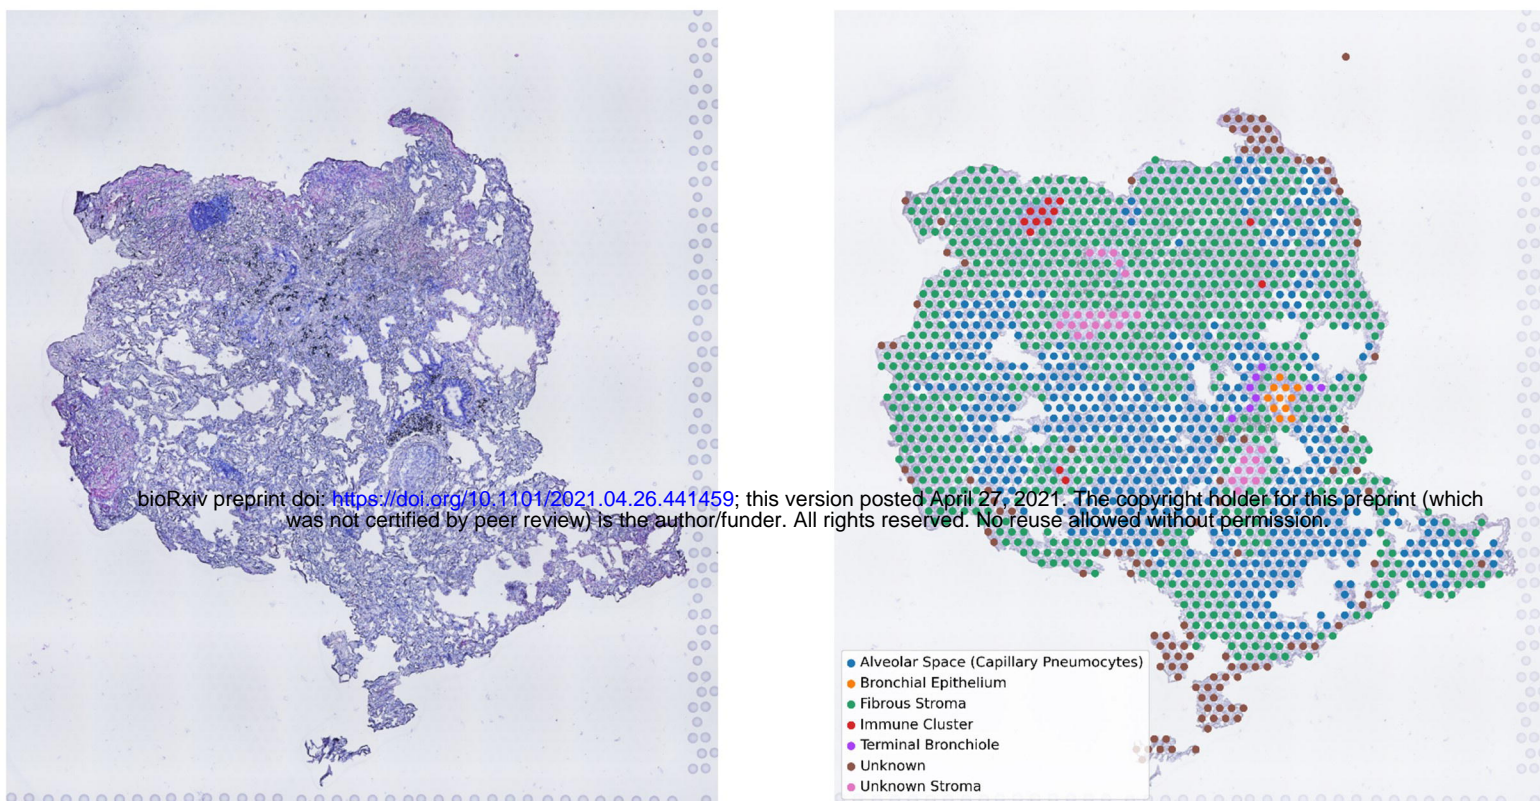 bioRxiv preprint doi: https://doi.org/10.1101/2021.04.26.441459; this version posted April 27, 2021. The copyright holder for this preprint (which
was not certified by peer review) is the author/funder. All rights reserved. No reuse allowed without permission.
Alveolar Space (Capillary Pneumocytes)
Bronchial Epithelium
Fibrous Stroma
Immune Cluster
Terminal Bronchiole
Unknown
Unknown Stroma